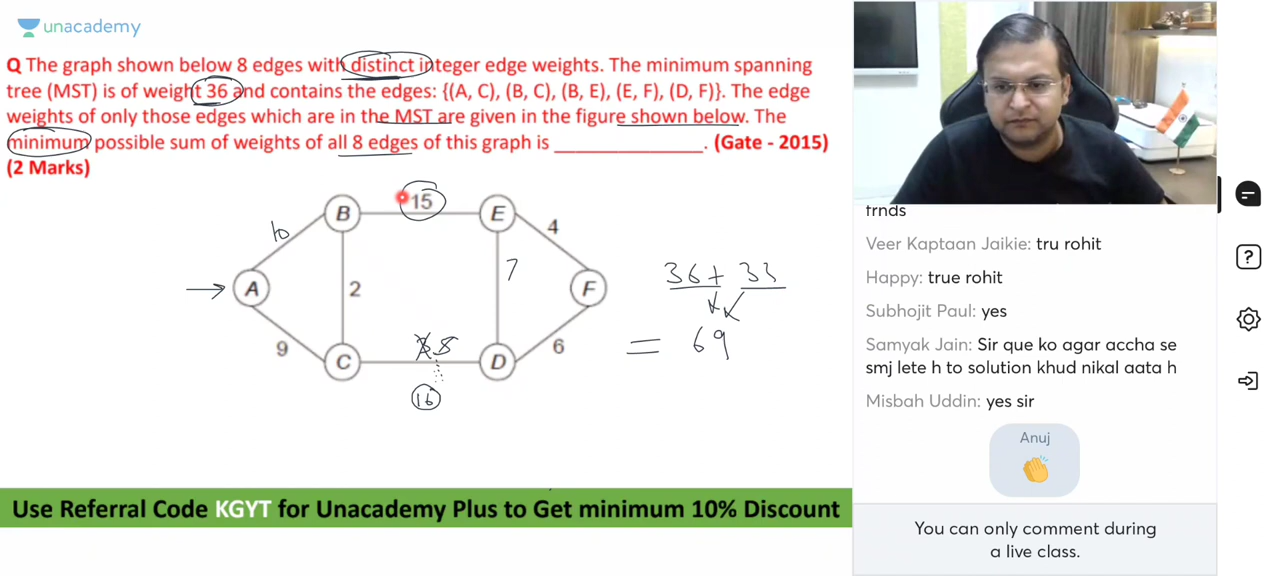 unacademy
Q The graph shown below 8 edges with distinct integer edge weights. The minimum spanning
tree (MST) is of weight 36 and contains the edges: {(A, C), (B, C), (B, E), (E, F), (D, F)}. The edge
weights of only those edges which are in the MST are given in the figure shown below. The
minimum possible sum of weights of all 8 edges of this graph is ________________. (Gate - 2015)
(2 Marks)
B 15 E
10 4
7
A 2 F
36 + 33
9 6
= 69
C D
16
Use Referral Code KGYT for Unacademy Plus to Get minimum 10% Discount
frnds
Veer Kaptaan Jaikie: tru rohit
Happy: true rohit
Subhojit Paul: yes
Samyak Jain: Sir que ko agar accha se
smj lete h to solution khud nikal aata h
Misbah Uddin: yes sir
Anuj
You can only comment during
a live class.